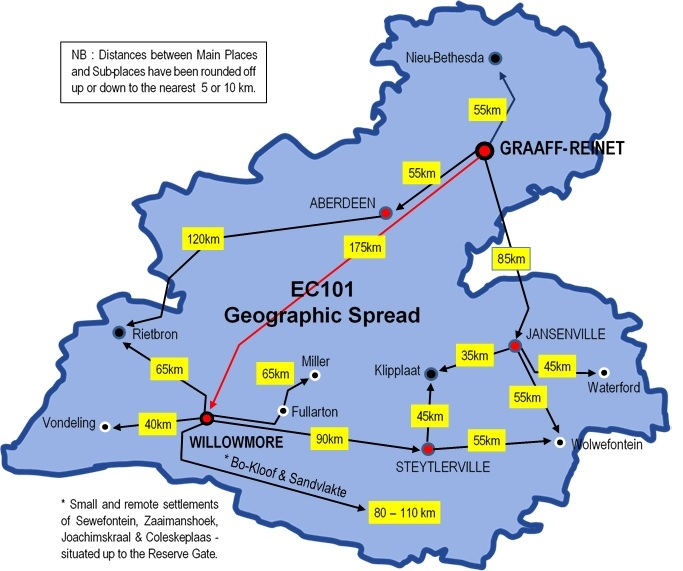 NB : Distances between Main Places
and Sub-places have been rounded off
up or down to the nearest 5 or 10 km.
Nieu-Bethesda
55km
GRAAFF-REINET
55km
ABERDEEN
120km
175km
85km
EC101
Geographic Spread
Rietbron
JANSENVILLE
35km
Miller
Klipplaat
45km
65km
65km
Waterford
55km
Fullarton
45km
Vondeling
40km
WILLOWMORE
90km
55km
Wolwefontein
STEYTLERVILLE
* Bo-Kloof & Sandvlakte
80 – 110 km
* Small and remote settlements
of Sewefontein, Zaaimanshoek,
Joachimskraal & Coleskeplaas -
situated up to the Reserve Gate.